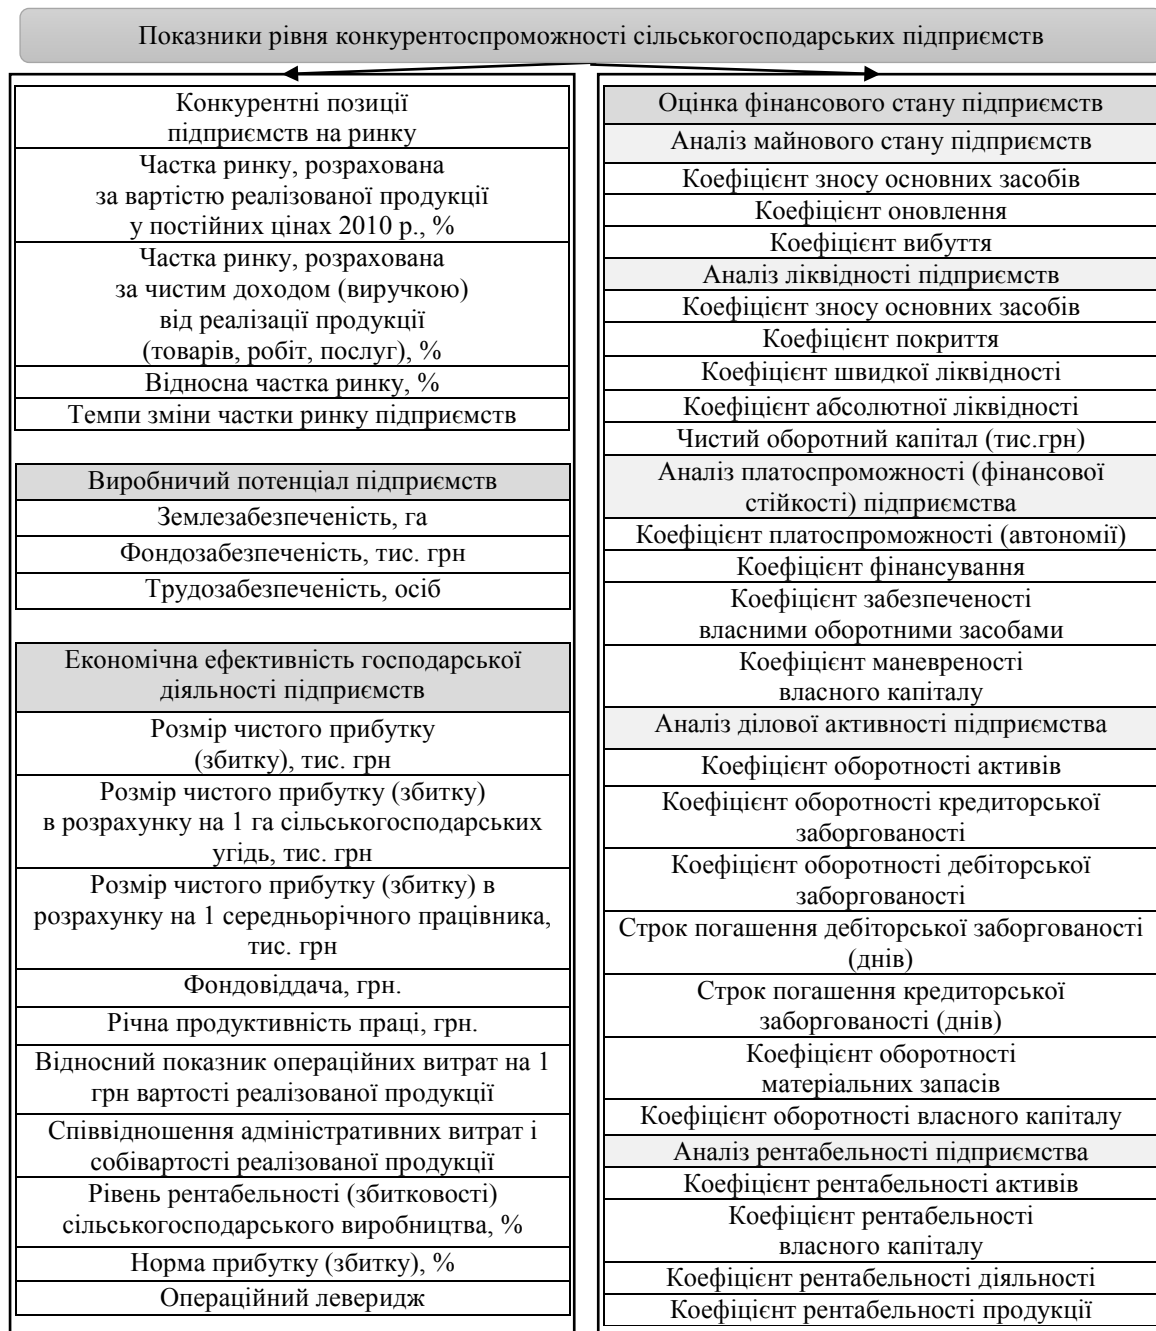 Показники рівня конкурентоспроможності сільськогосподарських підприємств
Конкурентні позиції
підприємств на ринку
Частка ринку, розрахована
за вартістю реалізованої продукції
у постійних цінах 2010 р., %
Частка ринку, розрахована
за чистим доходом (виручкою)
від реалізації продукції
(товарів, робіт, послуг), %
Відносна частка ринку, %
Темпи зміни частки ринку підприємств
Виробничий потенціал підприємств
Землезабезпеченість, га
Фондозабезпеченість, тис. грн
Трудозабезпеченість, осіб
Економічна ефективність господарської
діяльності підприємств
Розмір чистого прибутку
(збитку), тис. грн
Розмір чистого прибутку (збитку)
в розрахунку на 1 га сільськогосподарських
угідь, тис. грн
Розмір чистого прибутку (збитку) в
розрахунку на 1 середньорічного працівника,
тис. грн
Фондовіддача, грн.
Річна продуктивність праці, грн.
Відносний показник операційних витрат на 1
грн вартості реалізованої продукції
Співвідношення адміністративних витрат і
собівартості реалізованої продукції
Рівень рентабельності (збитковості)
сільськогосподарського виробництва, %
Норма прибутку (збитку), %
Операційний леверидж
Оцінка фінансового стану підприємств
Аналіз майнового стану підприємств
Коефіцієнт зносу основних засобів
Коефіцієнт оновлення
Коефіцієнт вибуття
Аналіз ліквідності підприємств
Коефіцієнт зносу основних засобів
Коефіцієнт покриття
Коефіцієнт швидкої ліквідності
Коефіцієнт абсолютної ліквідності
Чистий оборотний капітал (тис.грн)
Аналіз платоспроможності (фінансової
стійкості) підприємства
Коефіцієнт платоспроможності (автономії)
Коефіцієнт фінансування
Коефіцієнт забезпеченості
власними оборотними засобами
Коефіцієнт маневреності
власного капіталу
Аналіз ділової активності підприємства
Коефіцієнт оборотності активів
Коефіцієнт оборотності кредиторської
заборгованості
Коефіцієнт оборотності дебіторської
заборгованості
Строк погашення дебіторської заборгованості
(днів)
Строк погашення кредиторської
заборгованості (днів)
Коефіцієнт оборотності
матеріальних запасів
Коефіцієнт оборотності власного капіталу
Аналіз рентабельності підприємства
Коефіцієнт рентабельності активів
Коефіцієнт рентабельності
власного капіталу
Коефіцієнт рентабельності діяльності
Коефіцієнт рентабельності продукції